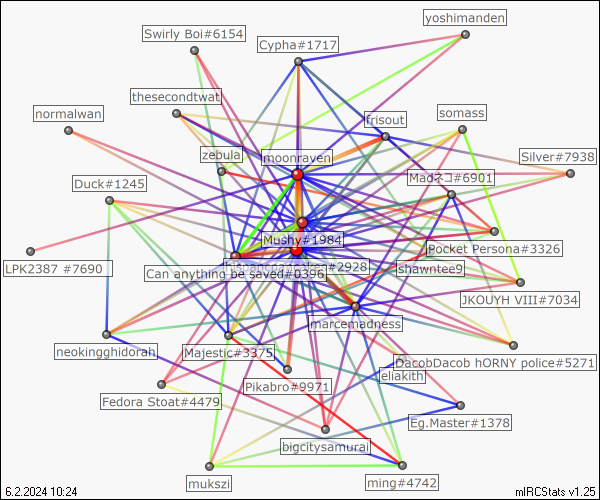 yoshimanden
Swirly Boi#6154
Cypha#1717
thesecondtwat
normalwan
frisout
somass
zebula
moonraven
Silver#7938
Duck#1245
Madネコ#6901
Mushy#1984
Pocket Persona#3326
LPK2387 #7690
Can anything be saved#0396
#2928
shawntee9
JKOUYH VIII#7034
marcemadness
neokingghidorah
Majestic#3375
DacobDacob hORNY police#5271
eliakith
Pikabro#9971
Fedora Stoat#4479
Eg.Master#1378
bigcitysamurai
mukszi
ming#4742
6.2.2024 10:24
mIRCStats v1.25